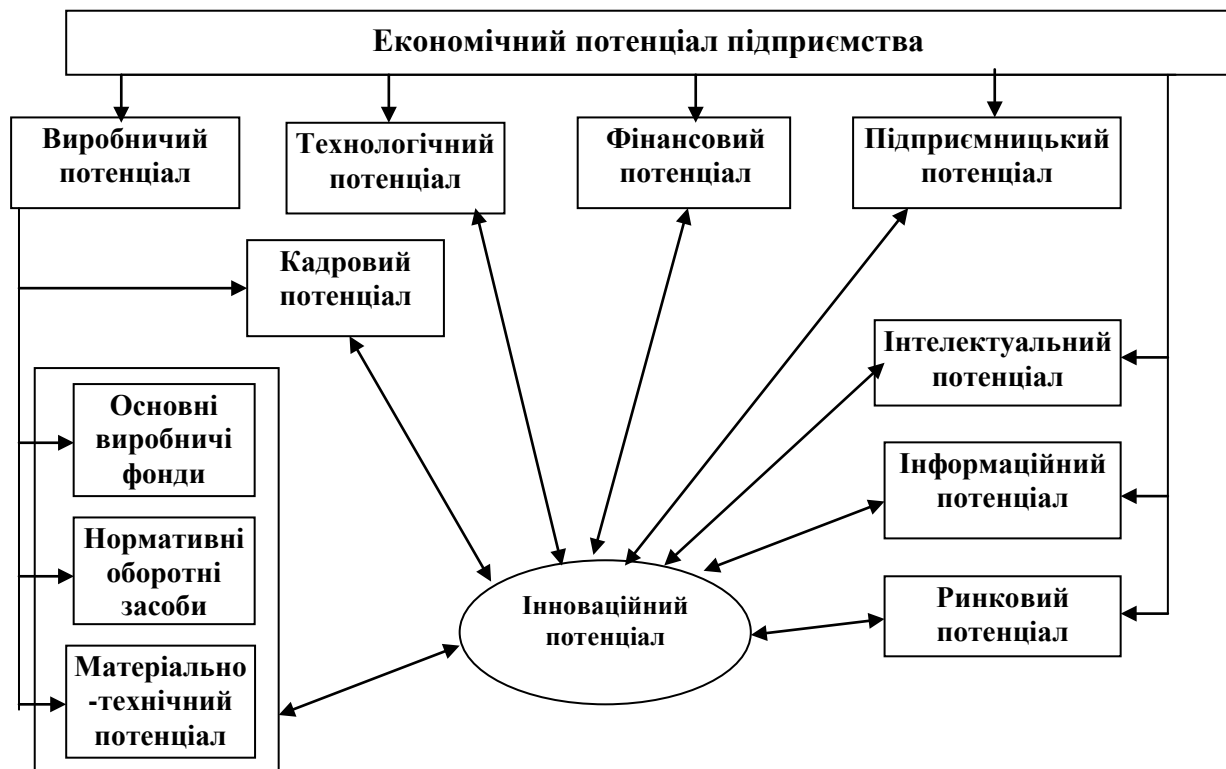 Економічний потенціал підприємства
Виробничий
потенціал
Технологічний
потенціал
Фінансовий
потенціал
Підприємницький
потенціал
Кадровий
потенціал
Інтелектуальний
потенціал
Основні
виробничі
фонди
Інформаційний
потенціал
Нормативні
оборотні
засоби
Інноваційний
потенціал
Ринковий
потенціал
Матеріально
-технічний
потенціал